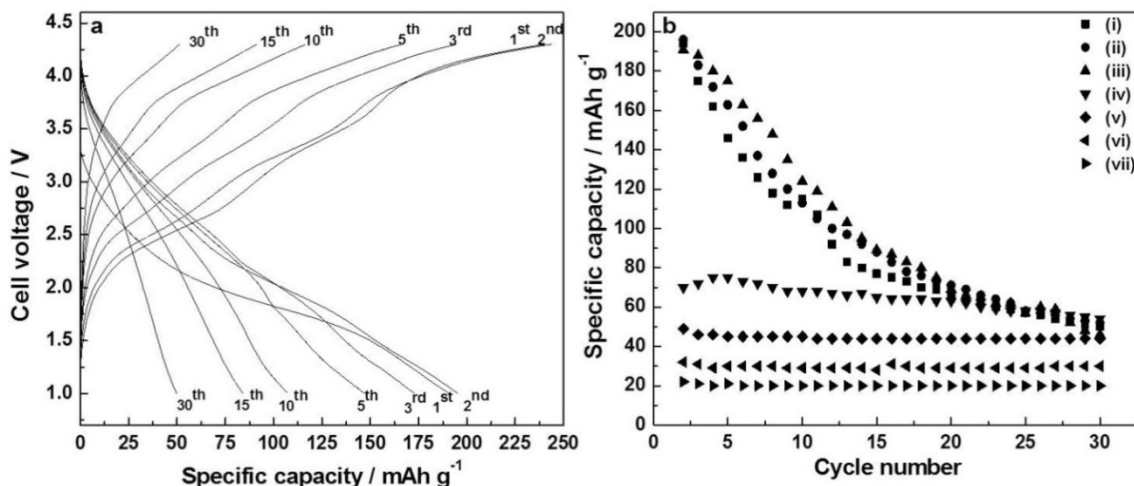 a
4.5
4.0
3.5
3.0
2.5
2.0
1.5
1.0
Cell voltage / V
30th
15th
10th
5th
3rd
1st
2nd
30th
15th
10th
5th
3rd
1st
2nd
0 25 50 75 100 125 150 175 200 225 250
Specific capacity / mAh g-1
b
200
180
160
140
120
100
80
60
40
20
0
Specific capacity / mAh g-1
(i)
(ii)
(iii)
(iv)
(v)
(vi)
(vii)
0 5 10 15 20 25 30
Cycle number